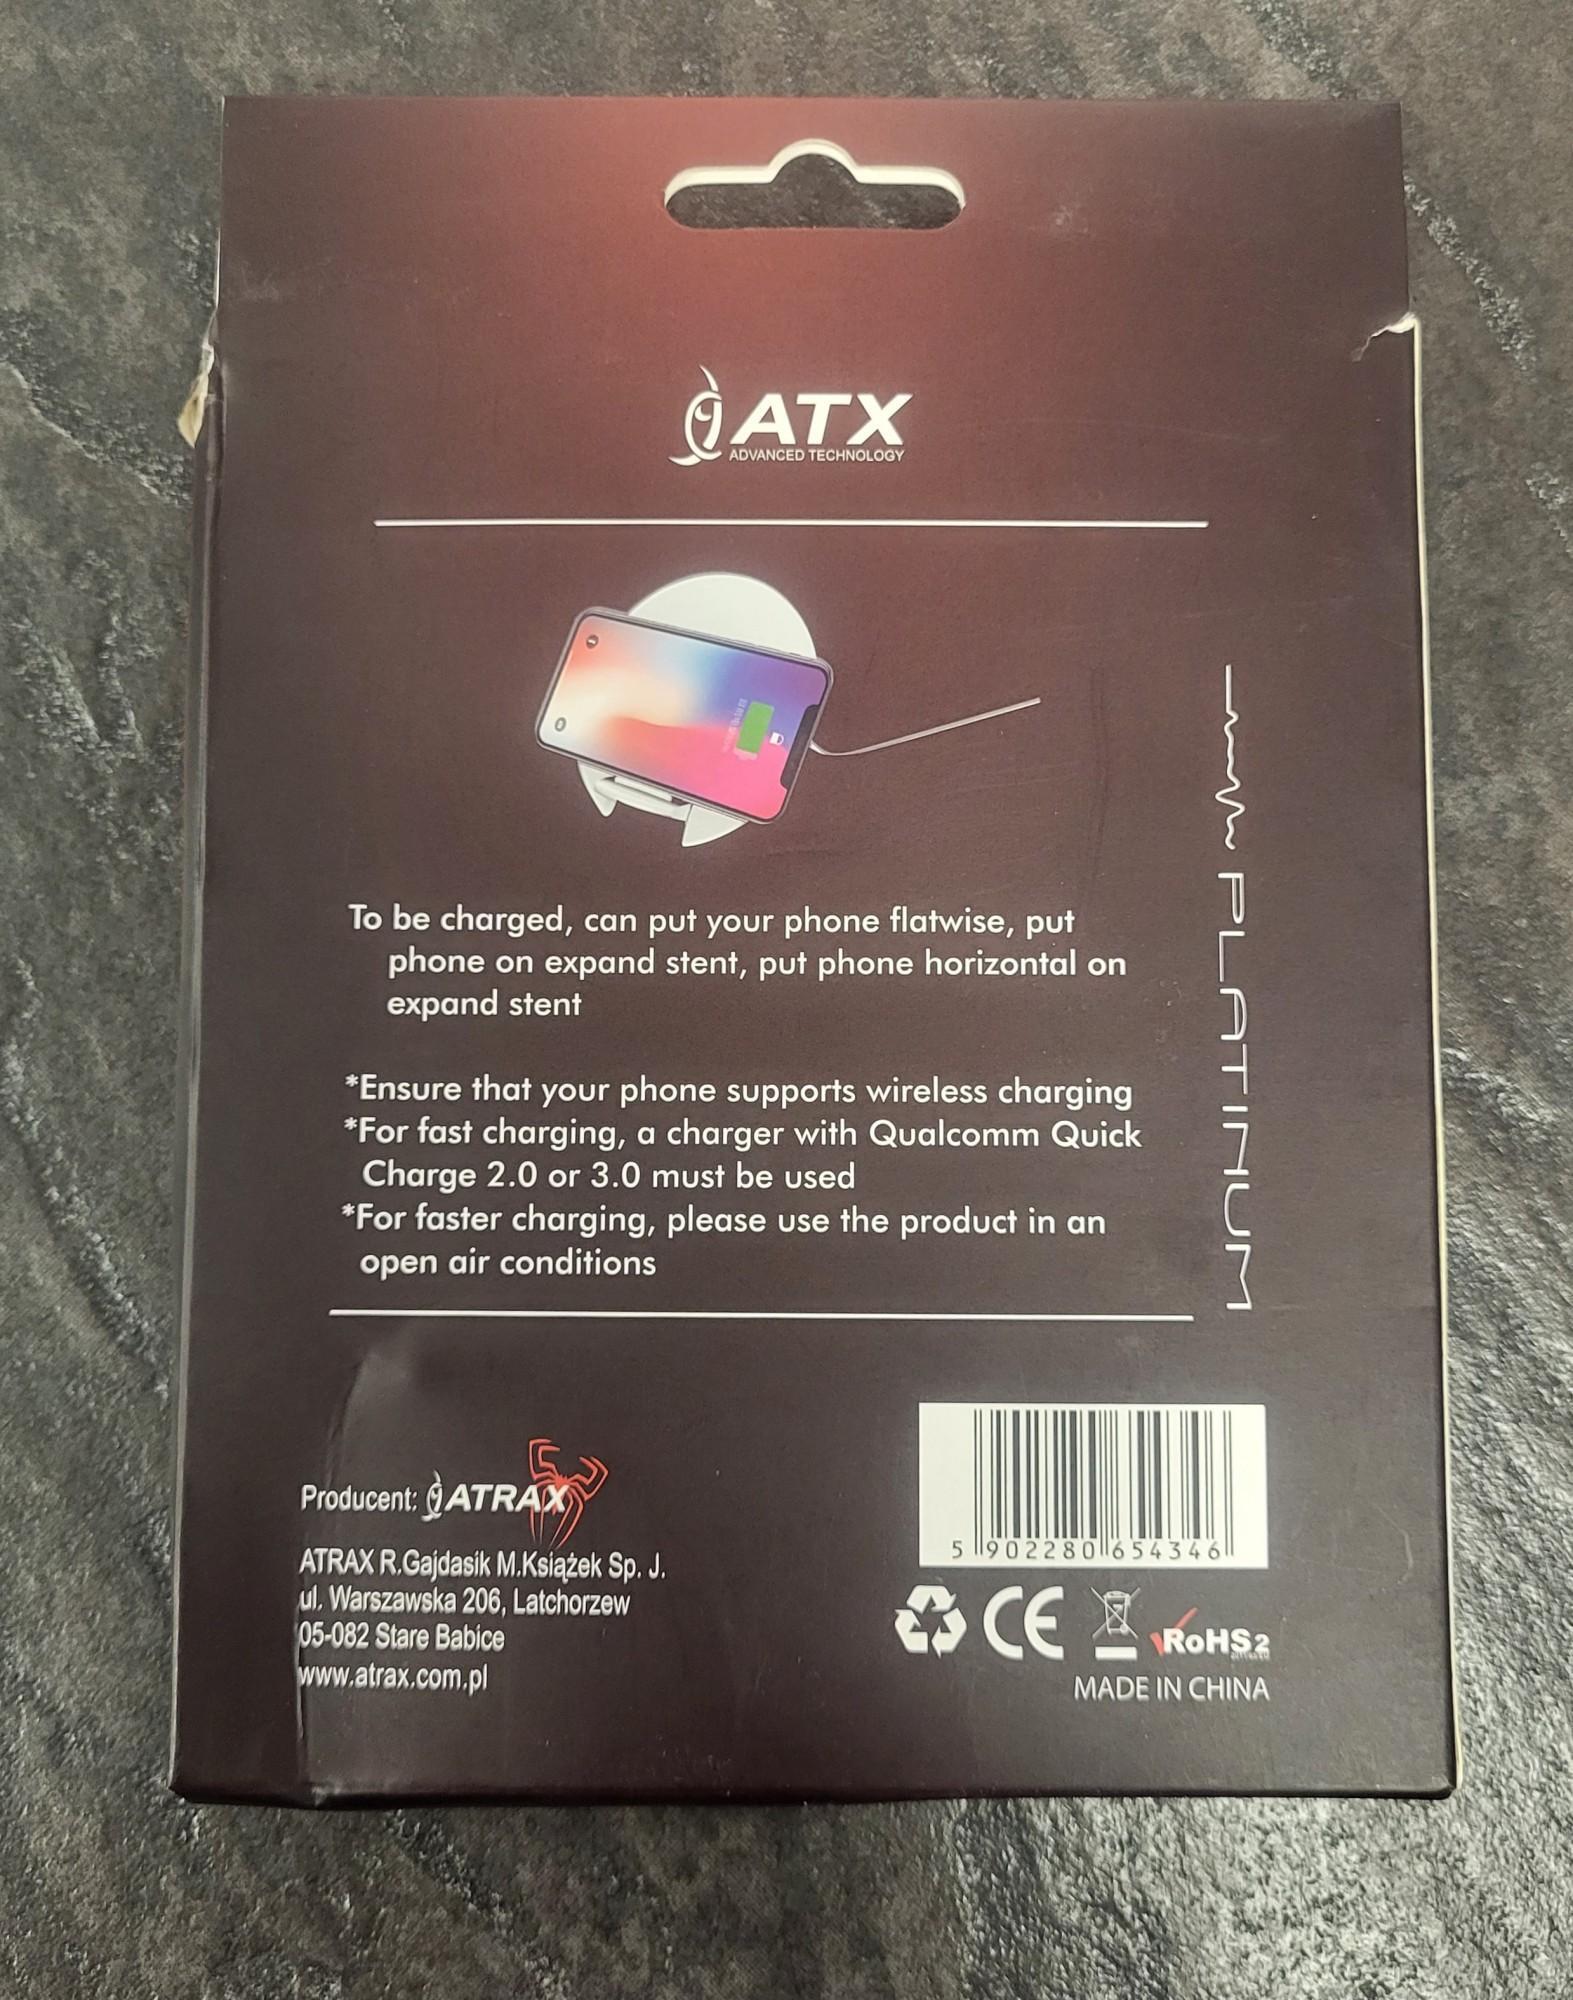 ATX
ADVANCED TECHNOLOGY
PLATINUM
To be charged, can put your phone flatwise, put
phone on expand stent, put phone horizontal on
expand stent
*Ensure that your phone supports wireless charging
*For fast charging, a charger with Qualcomm Quick
Charge 2.0 or 3.0 must be used
*For faster charging, please use the product in an
open air conditions
Producent: ATRAX
ATRAX R.Gajdasik M.Książek Sp. J.
ul. Warszawska 206, Latchorzew
05-082 Stare Babice
www.atrax.com.pl
5 902280 654346
CE
RoHS2
MADE IN CHINA